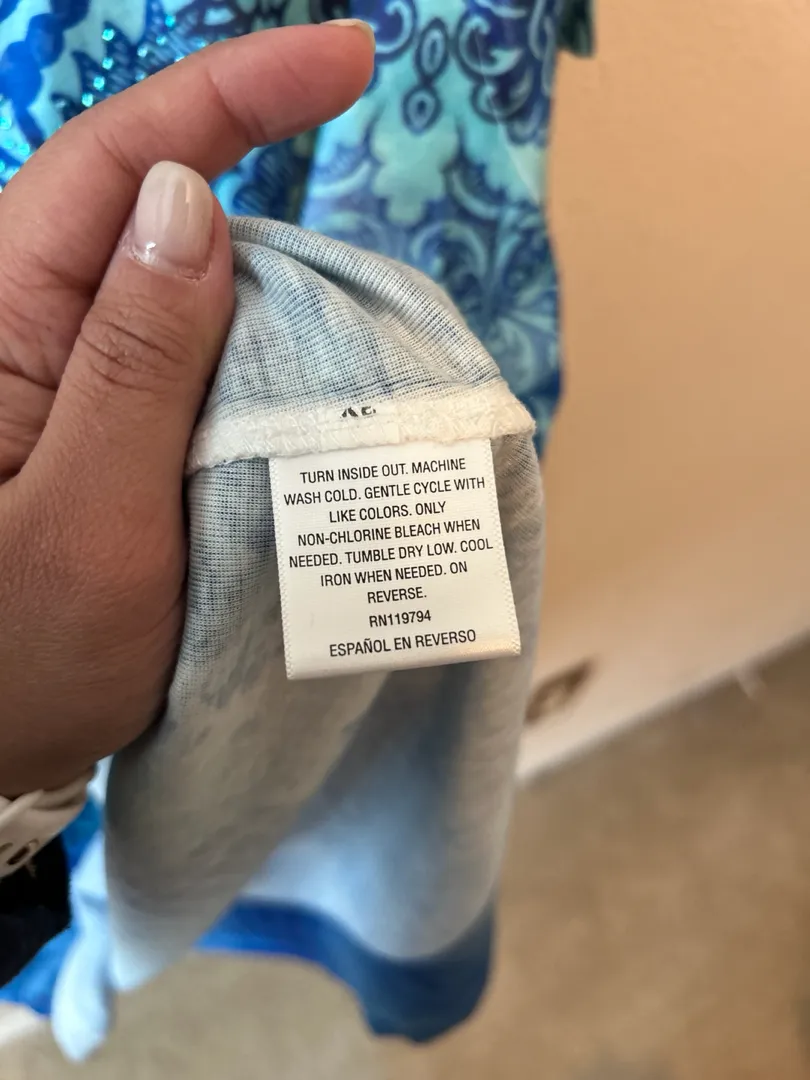 TURN INSIDE OUT. MACHINE
WASH COLD. GENTLE CYCLE WITH
LIKE COLORS. ONLY
NON-CHLORINE BLEACH WHEN
NEEDED. TUMBLE DRY LOW. COOL
IRON WHEN NEEDED. ON
REVERSE.
RN119794
ESPAÑOL EN REVERSO